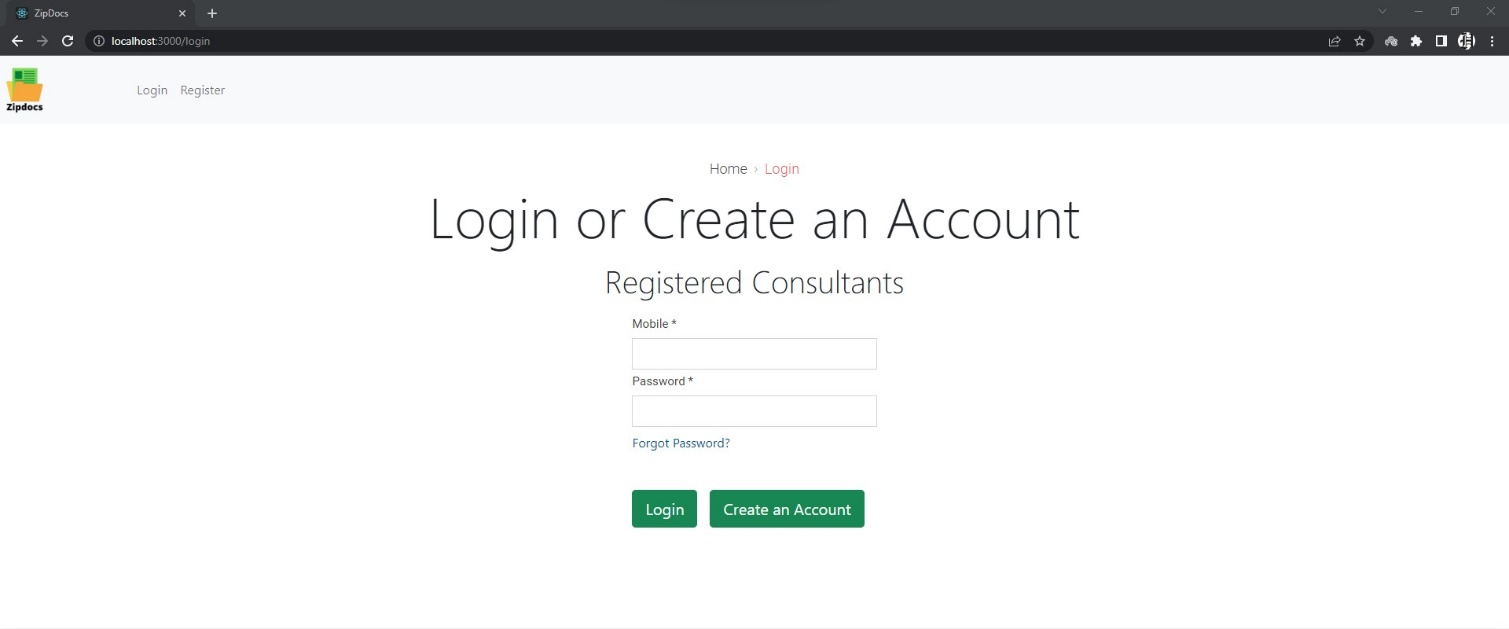 ZipDocs
localhost:3000/login
Zipdocs
Login Register
Home › Login
Login or Create an Account
Registered Consultants
Mobile *
Password *
Forgot Password?
Login Create an Account